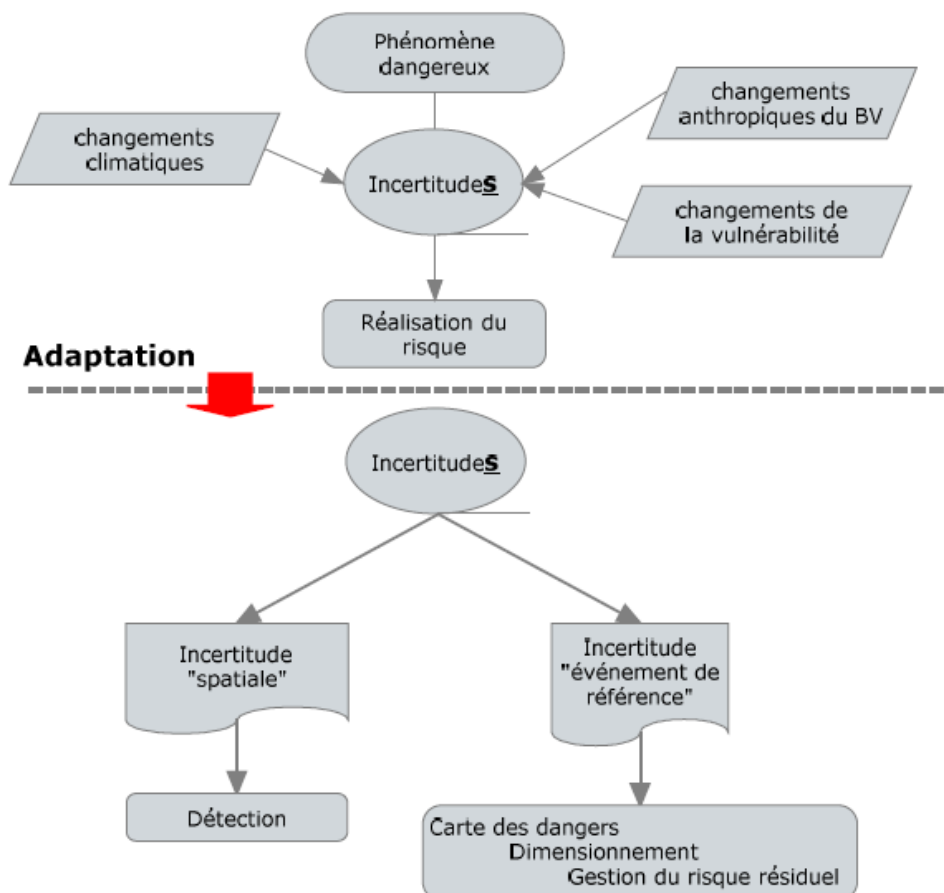 Phénomène
dangereux
changements
anthropiques du BV
changements
climatiques
Incertitudes
changements de
la vulnérabilité
Réalisation du
risque
Adaptation
Incertitudes
Incertitude
"spatiale"
Incertitude
"événement de
référence"
Détection
Carte des dangers
Dimensionnement
Gestion du risque résiduel